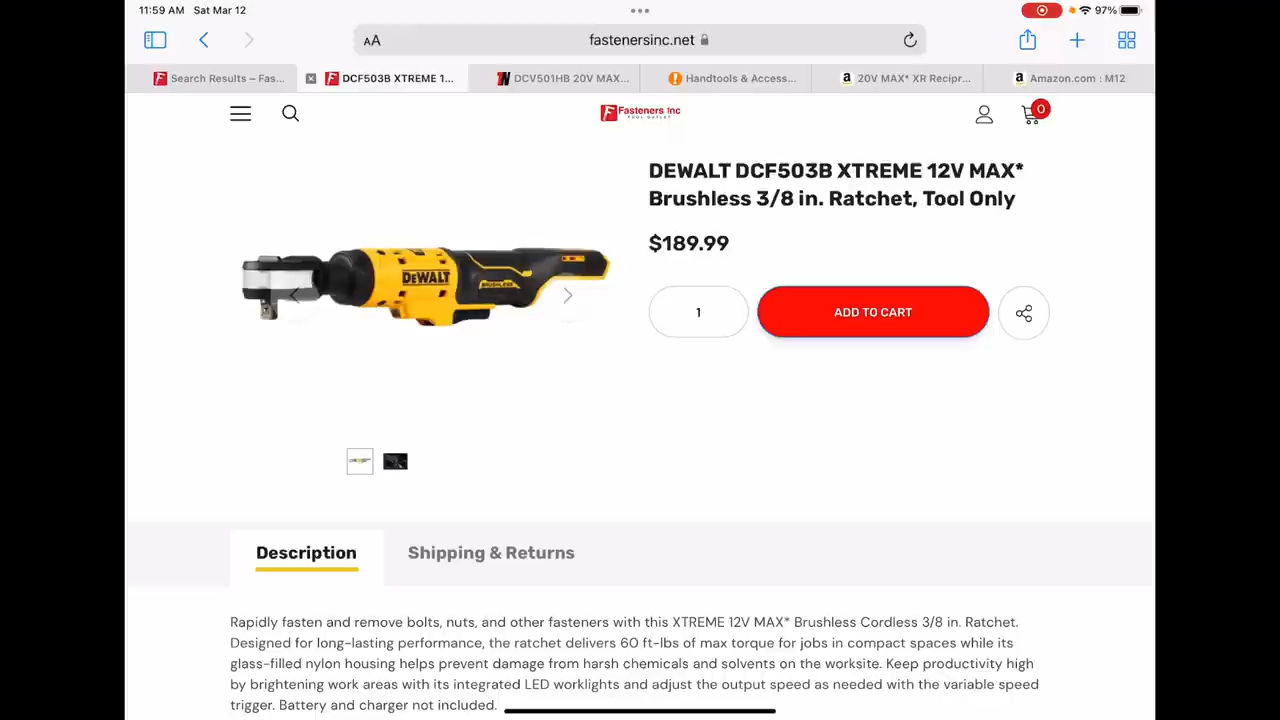 11:59 AM Sat Mar 12
97%
AA
fastenersinc.net
Search Results – Fas...
DCF503B XTREME 1...
DCV501HB 20V MAX...
Handtools & Access...
20V MAX* XR Recipr...
Amazon.com : M12
Fasteners Inc
TOOL OUTLET
0
DEWALT DCF503B XTREME 12V MAX*
Brushless 3/8 in. Ratchet, Tool Only
$189.99
1
ADD TO CART
DEWALT
BRUSHLESS
Description
Shipping & Returns
Rapidly fasten and remove bolts, nuts, and other fasteners with this XTREME 12V MAX* Brushless Cordless 3/8 in. Ratchet.
Designed for long-lasting performance, the ratchet delivers 60 ft-lbs of max torque for jobs in compact spaces while its
glass-filled nylon housing helps prevent damage from harsh chemicals and solvents on the worksite. Keep productivity high
by brightening work areas with its integrated LED worklights and adjust the output speed as needed with the variable speed
trigger. Battery and charger not included.